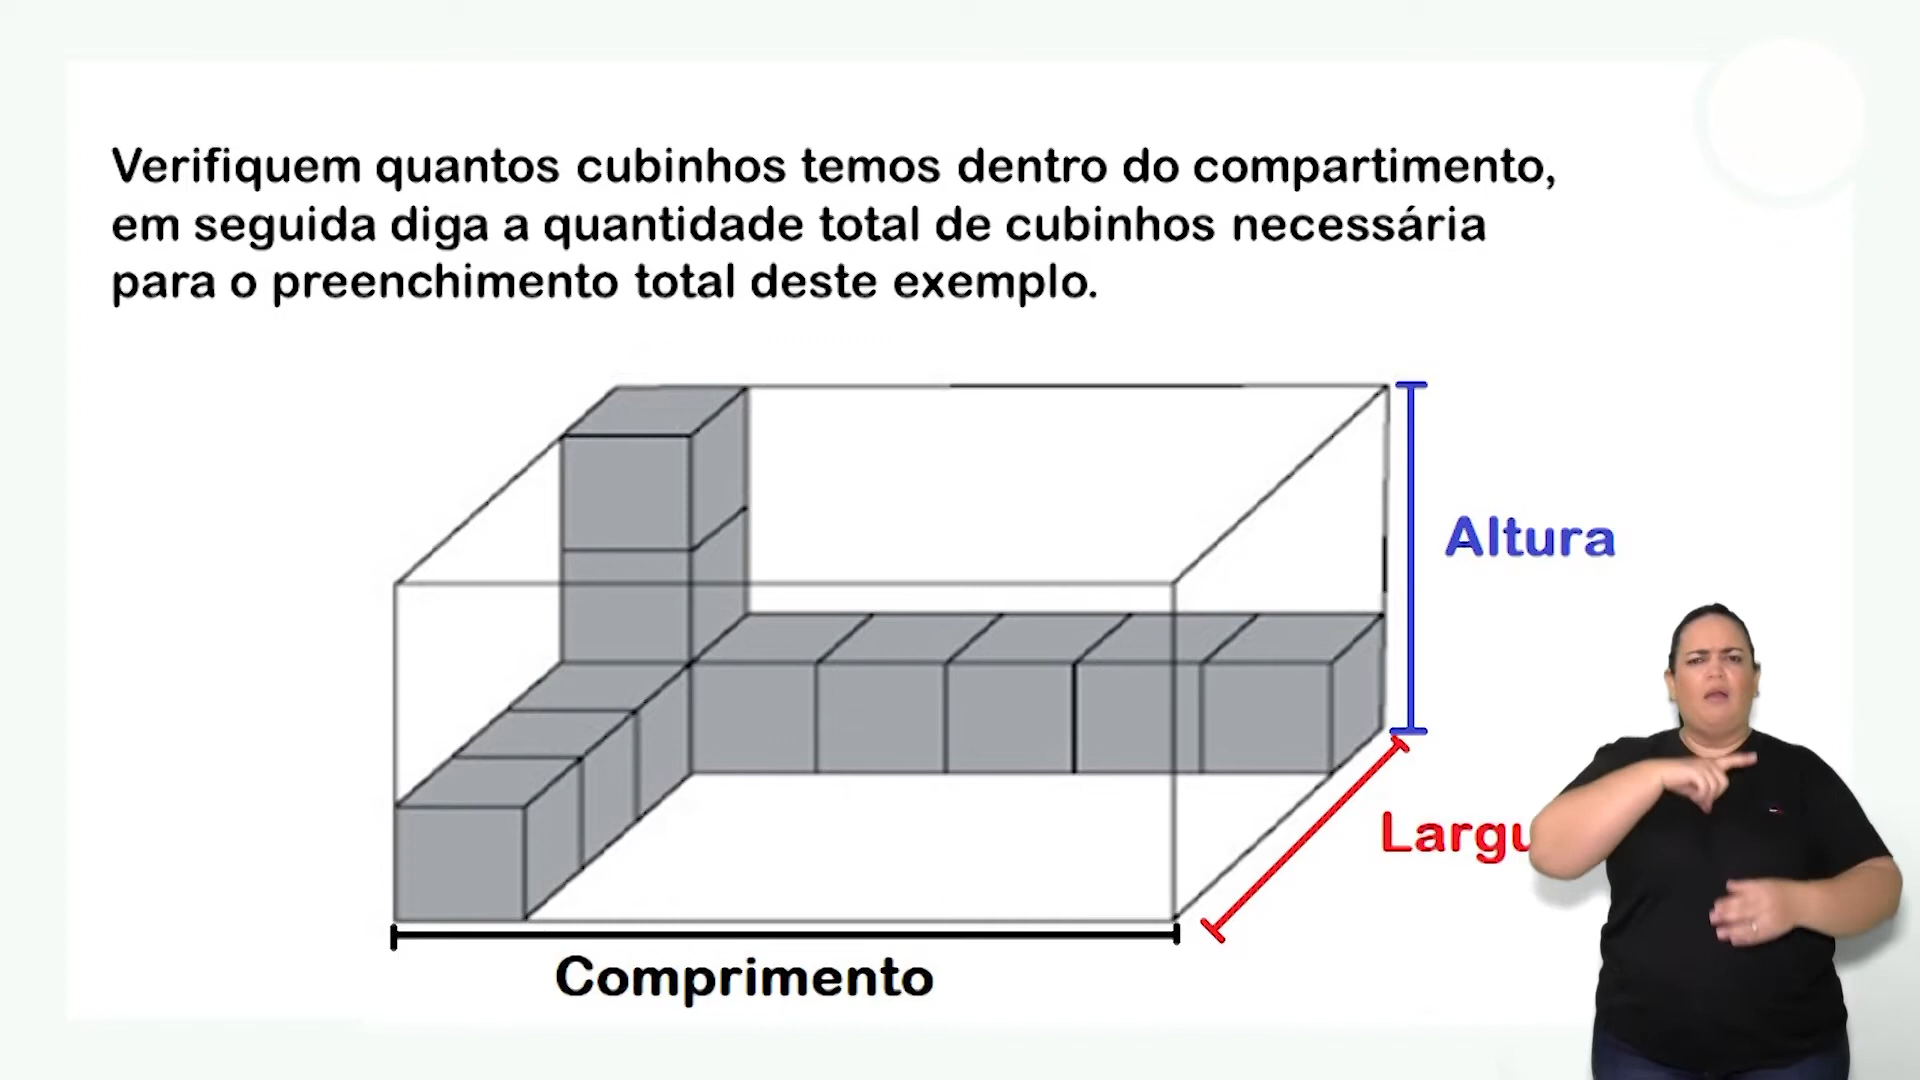 Verifiquem quantos cubinhos temos dentro do compartimento,
em seguida diga a quantidade total de cubinhos necessária
para o preenchimento total deste exemplo.
Altura
Comprimento